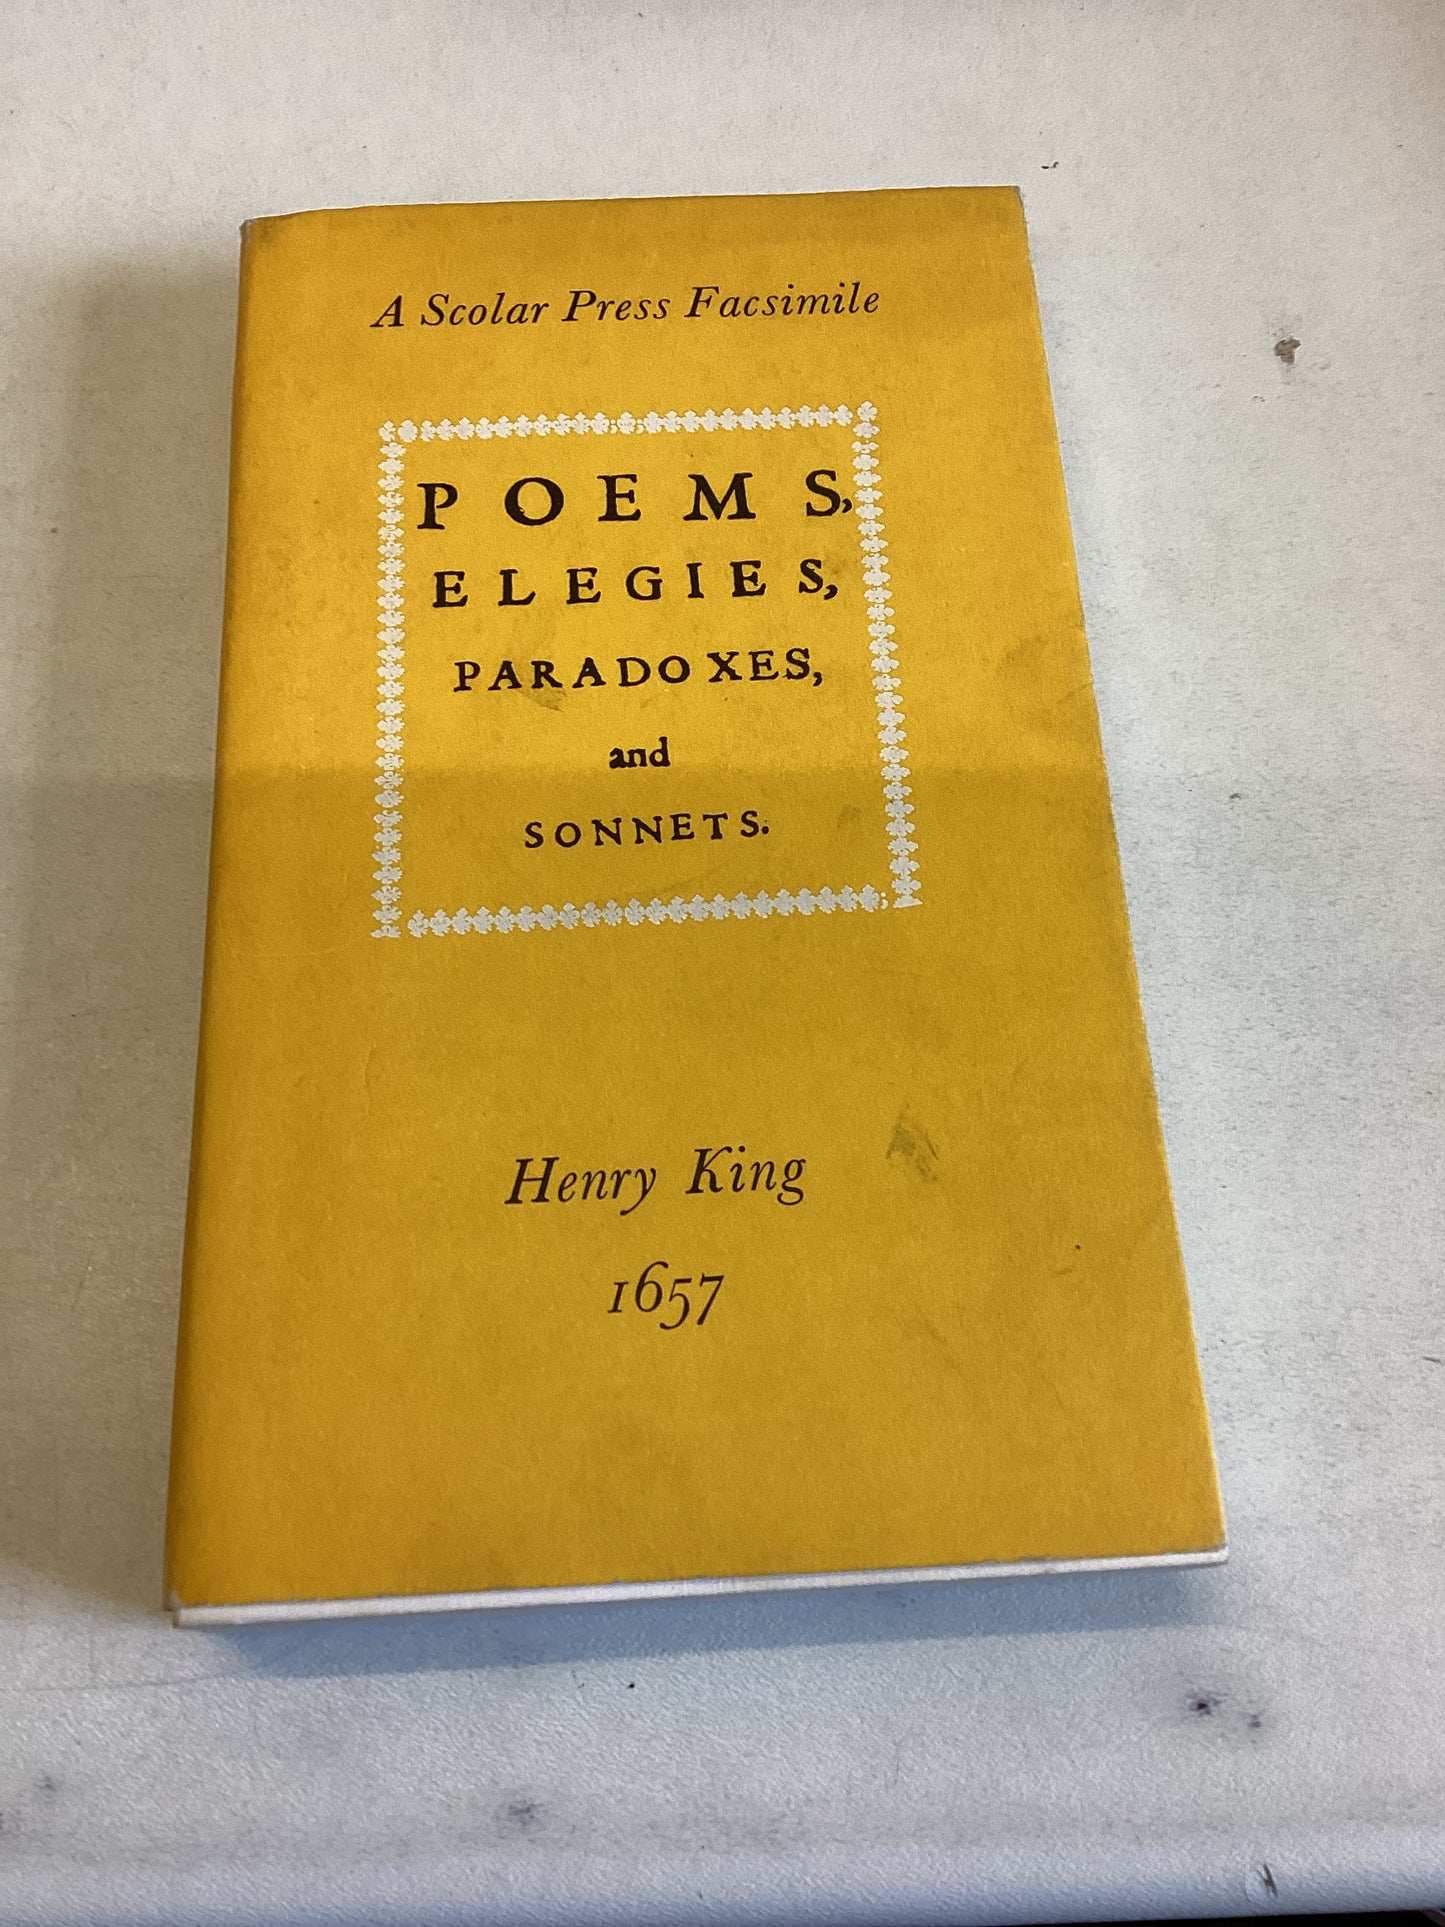 A Scolar Press Facsimile
POEMS,
ELEGIES,
PARADOXES,
and
SONNETS.
Henry King
1657